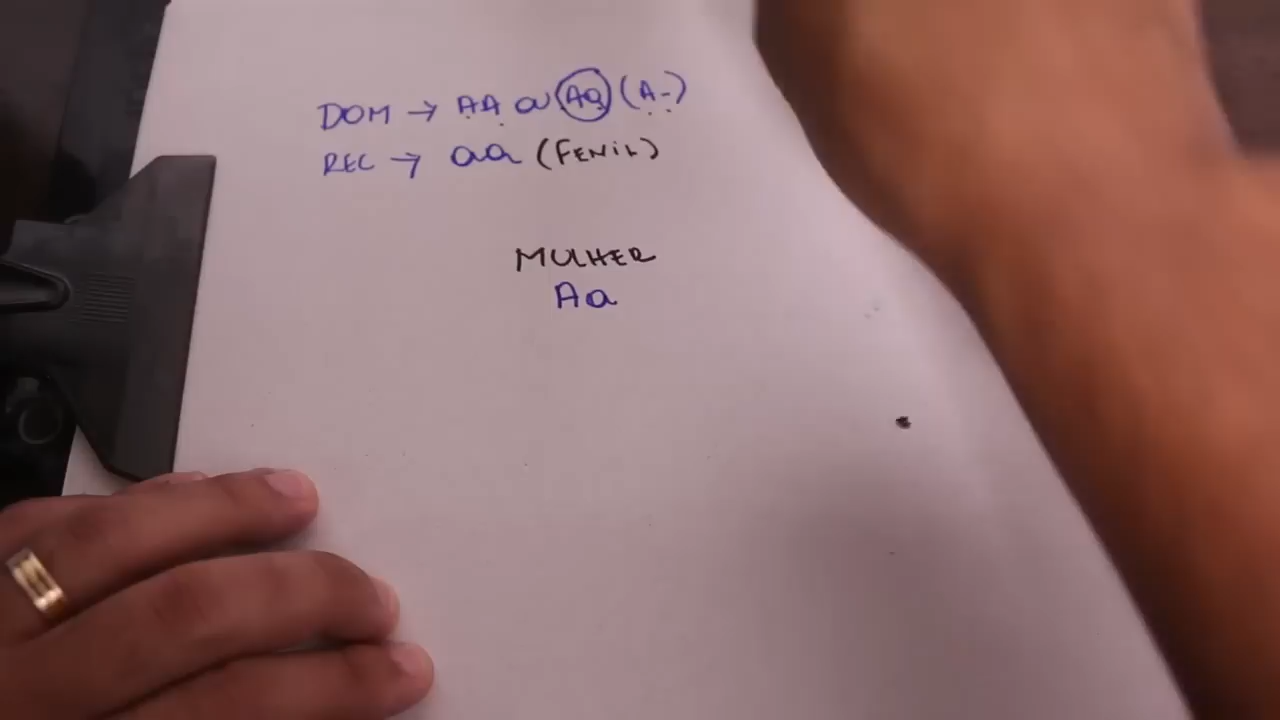 DOM → AA ou Aa (A-)
REC → aa (FENIL)
MULHER
Aa